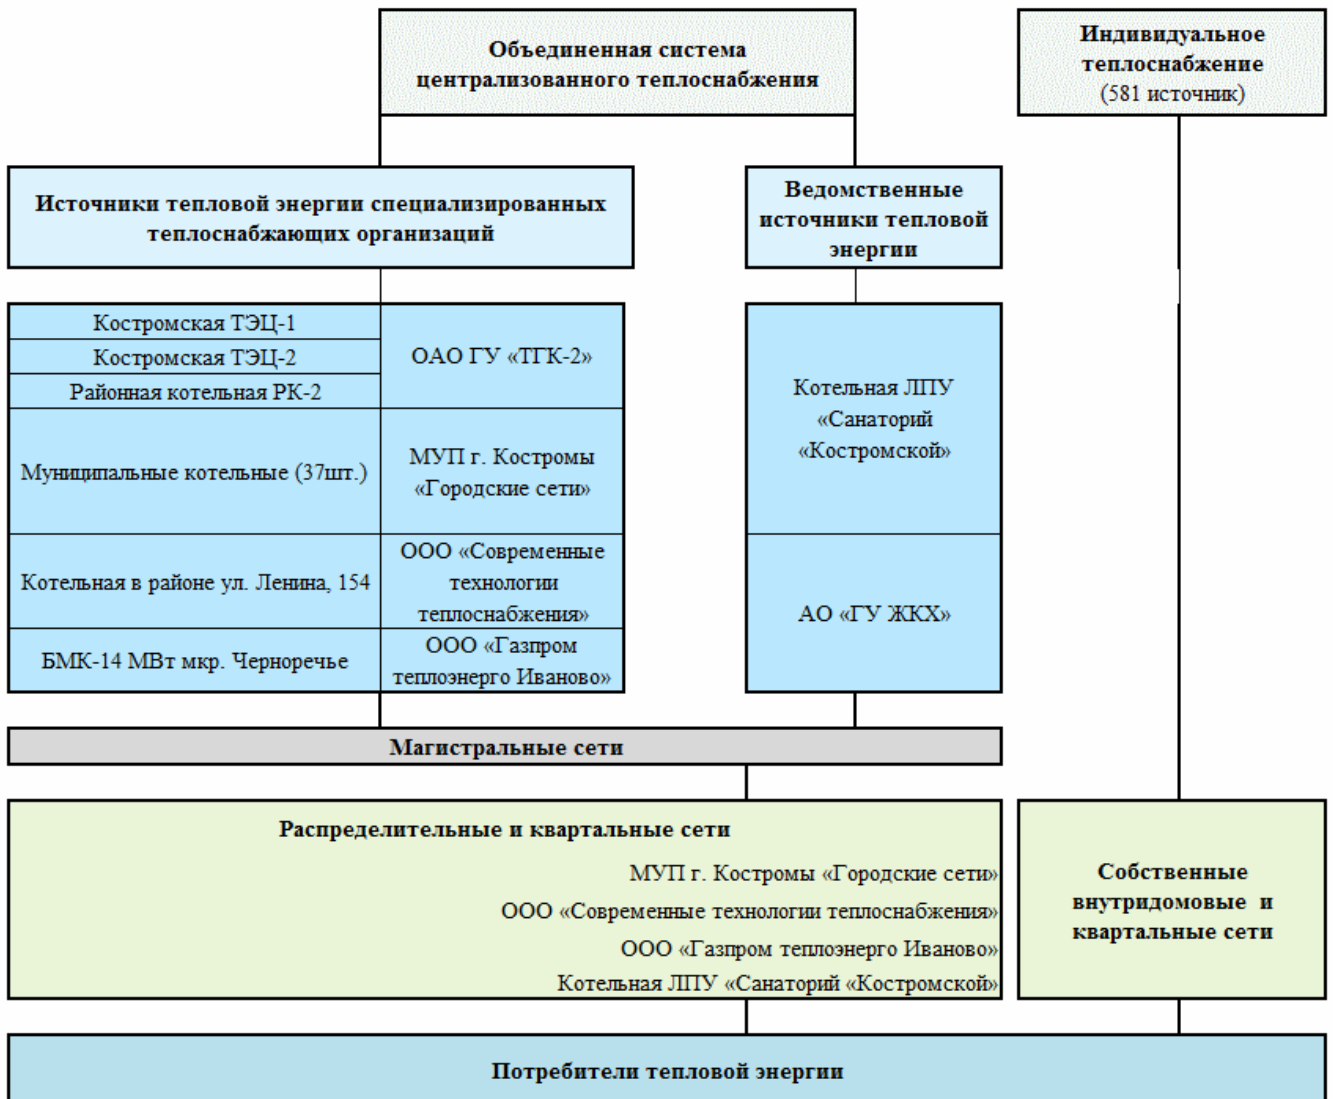 Объединенная система
централизованного теплоснабжения
Индивидуальное
теплоснабжение
(581 источник)
Источники тепловой энергии специализированных
теплоснабжающих организаций
Ведомственные
источники тепловой
энергии
Костромская ТЭЦ-1
Костромская ТЭЦ-2
Районная котельная РК-2
ОАО ГУ «ТГК-2»
Муниципальные котельные (37шт.)
МУП г. Костромы
«Городские сети»
Котельная в районе ул. Ленина, 154
ООО «Современные
технологии
теплоснабжения»
БМК-14 МВт мкр. Черноречье
ООО «Газпром
теплоэнерго Иваново»
Котельная ЛПУ
«Санаторий
«Костромской»
АО «ГУ ЖКХ»
Магистральные сети
Распределительные и квартальные сети
МУП г. Костромы «Городские сети»
ООО «Современные технологии теплоснабжения»
ООО «Газпром теплоэнерго Иваново»
Котельная ЛПУ «Санаторий «Костромской»
Собственные
внутридомовые и
квартальные сети
Потребители тепловой энергии